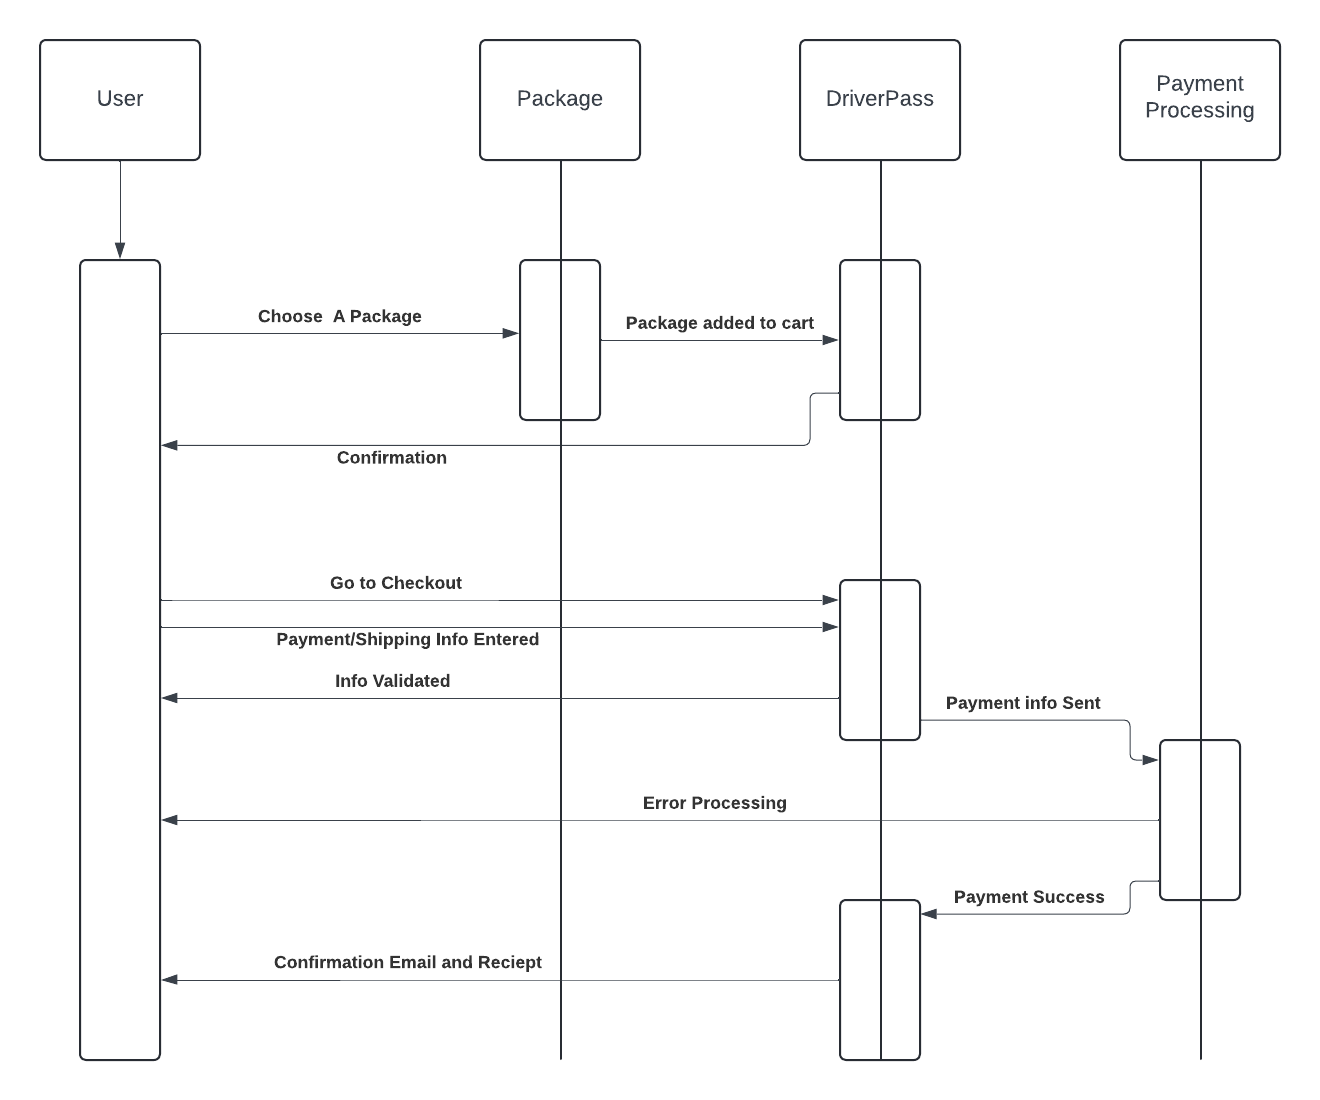 User
Package
DriverPass
Payment
Processing
Choose  A Package
Package added to cart
Confirmation
Go to Checkout
Payment/Shipping Info Entered
Info Validated
Payment info Sent
Error Processing
Payment Success
Confirmation Email and Reciept